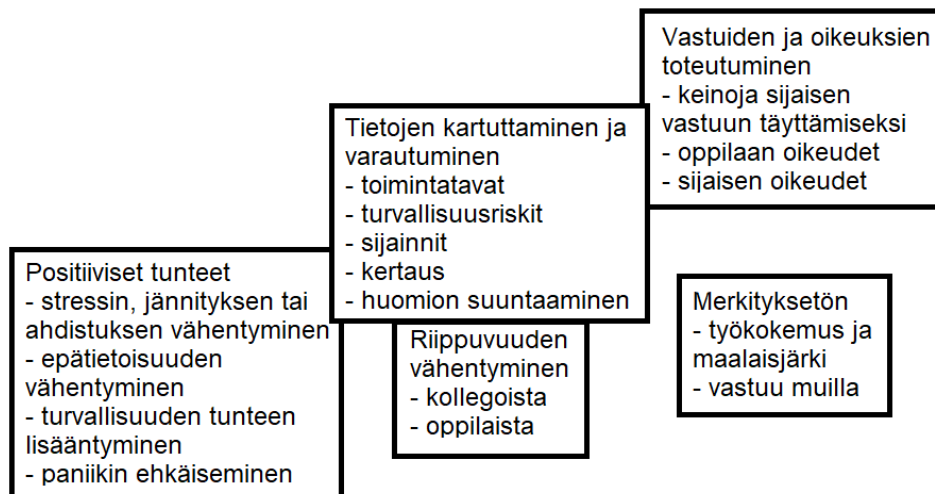 Vastuiden ja oikeuksien
toteutuminen
- keinoja sijaisen
vastuun täyttämiseksi
- oppilaan oikeudet
- sijaisen oikeudet
Tietojen kartuttaminen ja
varautuminen
- toimintatavat
- turvallisuusriskit
- sijainnit
- kertaus
- huomion suuntaaminen
Positiiviset tunteet
- stressin, jännityksen tai
ahdistuksen vähentyminen
- epätietoisuuden
vähentyminen
- turvallisuuden tunteen
lisääntyminen
- paniikin ehkäiseminen
Riippuvuuden
vähentyminen
- kollegoista
- oppilaista
Merkityksetön
- työkokemus ja
maalaisjärki
- vastuu muilla